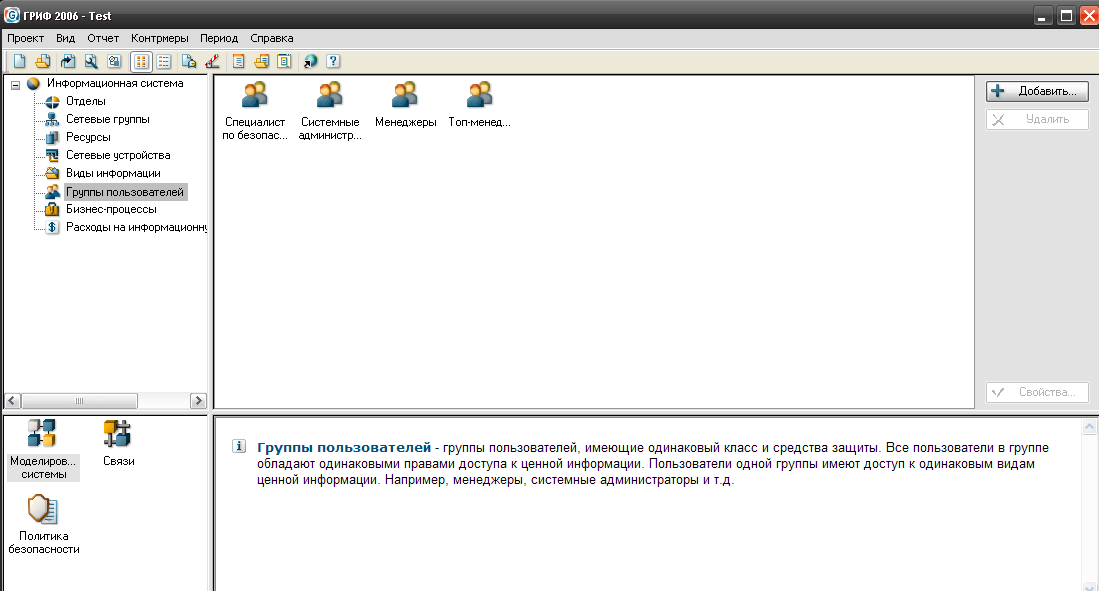 ГРИФ 2006 - Test
Проект Вид Отчет Контрмеры Период Справка
Информационная система
Отделы
Сетевые группы
Ресурсы
Сетевые устройства
Виды информации
Группы пользователей
Бизнес-процессы
Расходы на информационну
Специалист
по безопас...
Системные
администр...
Менеджеры
Топ-менед...
Добавить...
Удалить
Свойства...
Моделиров...
системы
Связи
Политика
безопасности
Группы пользователей - группы пользователей, имеющие одинаковый класс и средства защиты. Все пользователи в группе
обладают одинаковыми правами доступа к ценной информации. Пользователи одной группы имеют доступ к одинаковым видам
ценной информации. Например, менеджеры, системные администраторы и т.д.